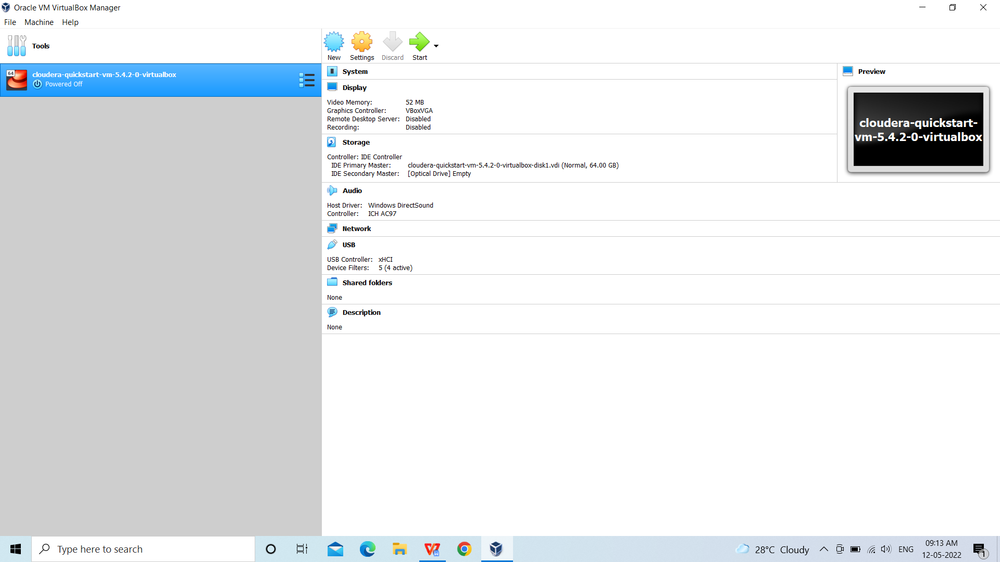 Oracle VM VirtualBox Manager
File Machine Help
Tools
New Settings Discard Start
64
cloudera-quickstart-vm-5.4.2-0-virtualbox
Powered Off
System
Display
Video Memory: 52 MB
Graphics Controller: VBoxVGA
Remote Desktop Server: Disabled
Recording: Disabled
Storage
Controller: IDE Controller
IDE Primary Master: cloudera-quickstart-vm-5.4.2-0-virtualbox-disk1.vdi (Normal, 64.00 GB)
IDE Secondary Master: [Optical Drive] Empty
Audio
Host Driver: Windows DirectSound
Controller: ICH AC97
Network
USB
USB Controller: xHCI
Device Filters: 5 (4 active)
Shared folders
None
Description
None
Preview
cloudera-quickstart-
vm-5.4.2-0-virtualbox
Type here to search
28°C Cloudy
ENG
09:13 AM
12-05-2022
1